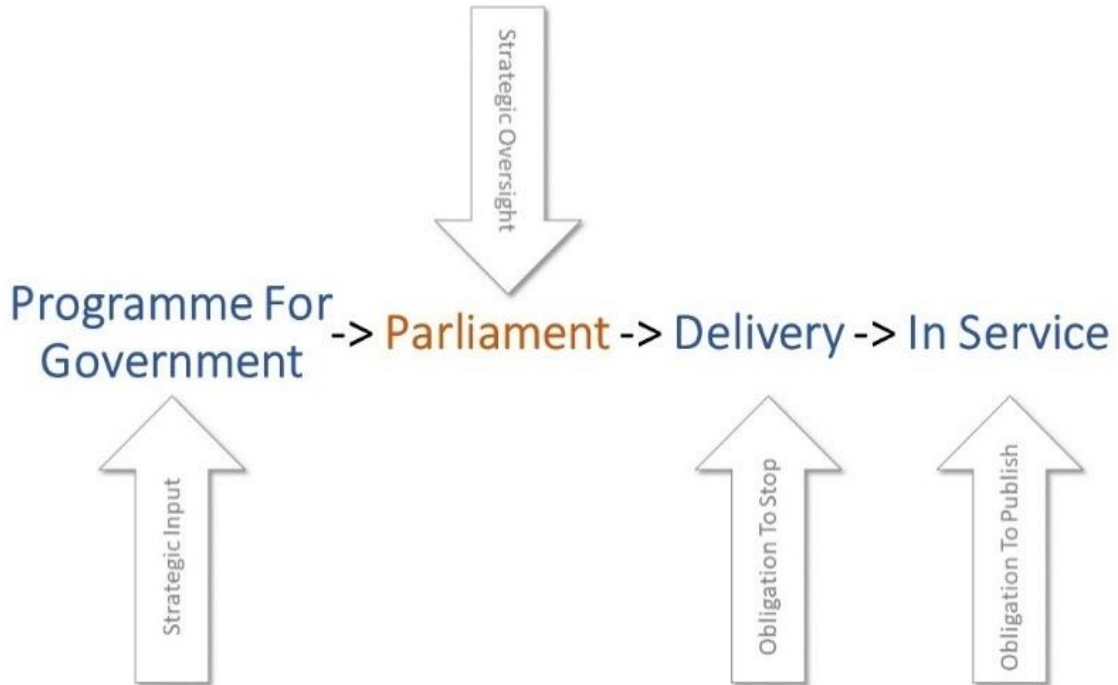 Strategic Oversight
Programme For
Government
-> Parliament -> Delivery -> In Service
Strategic Input
Obligation To Stop
Obligation To Publish